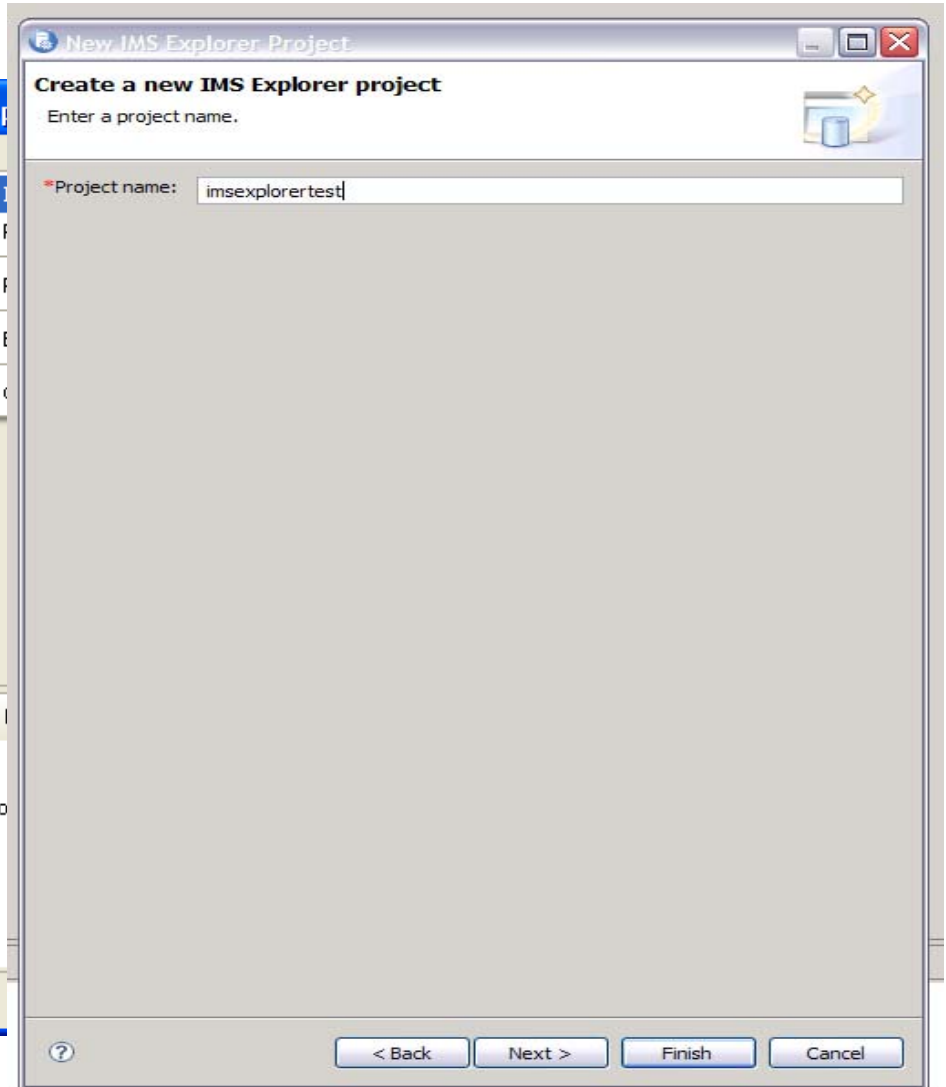 New IMS Explorer Project
Create a new IMS Explorer project
Enter a project name.
*Project name: imsexplorertest
< Back Next > Finish Cancel